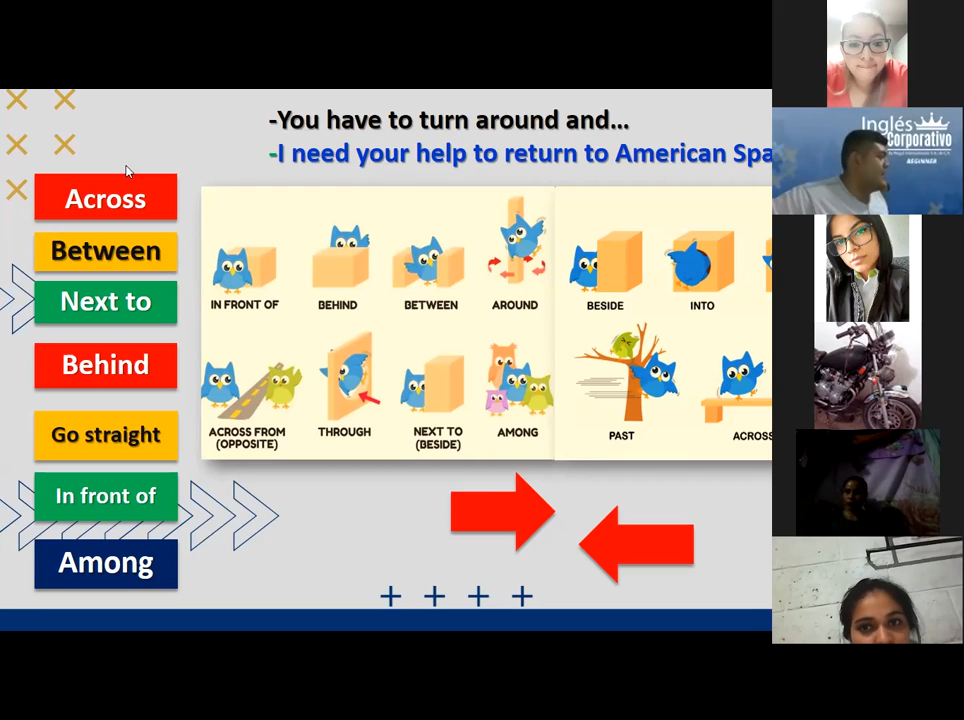 -You have to turn around and...
-I need your help to return to American Spa
Across
Between
Next to
Behind
Go straight
In front of
Among
IN FRONT OF
BEHIND
BETWEEN
AROUND
BESIDE
INTO
ACROSS FROM
(OPPOSITE)
THROUGH
NEXT TO
(BESIDE)
AMONG
PAST
ACROSS
Inglés
Corporativo
BEGINNER